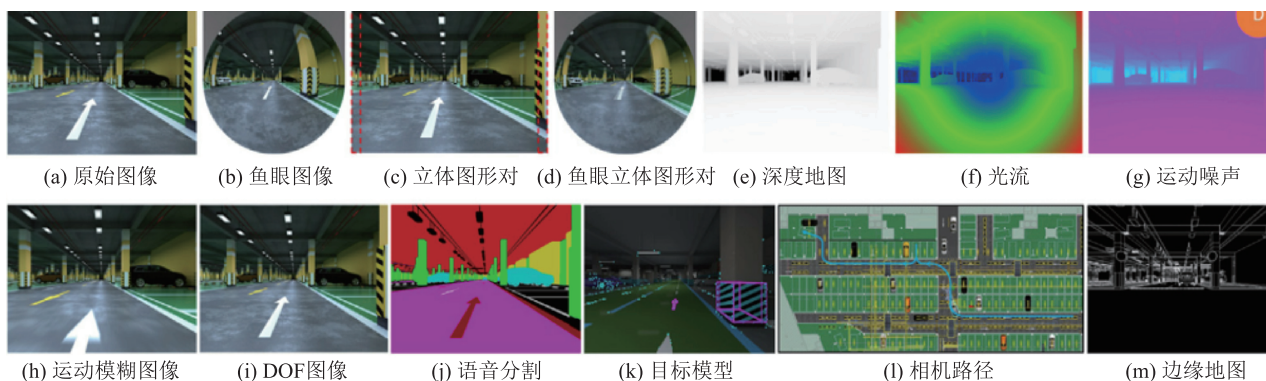 (a) 原始图像
(b) 鱼眼图像
(c) 立体图形对
(d) 鱼眼立体图形对
(e) 深度地图
(f) 光流
(g) 运动噪声
(h) 运动模糊图像
(i) DOF图像
(j) 语音分割
(k) 目标模型
(l) 相机路径
(m) 边缘地图